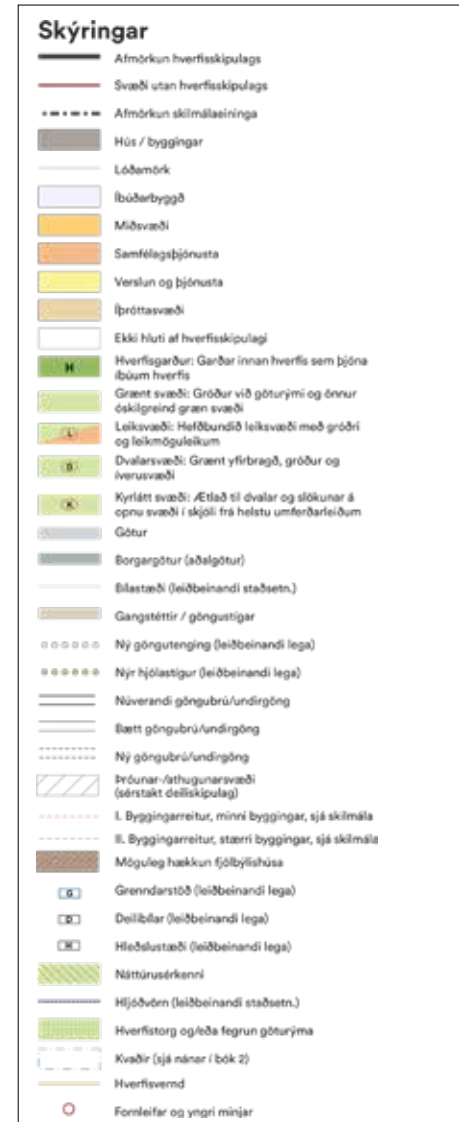 Skýringar
Afmörkun hverfisskipulags
Svæði utan hverfisskipulags
Afmörkun skilmálaeininga
Hús / byggingar
Lóðamörk
Íbúðarbyggð
Miðsvæði
Samfélagsþjónusta
Verslun og þjónusta
Íþróttasvæði
Ekki hluti af hverfisskipulagi
H
Hverfisgarður: Garðar innan hverfis sem þjóna
íbúum hverfis
Grænt svæði: Gróður við göturými og önnur
óskilgreind græn svæði
L
Leiksvæði: Hefðbundið leiksvæði með gróðri
og leikmöguleikum
D
Dvalarsvæði: Grænt yfirbragð, gróður og
íverusvæði
K
Kyrlátt svæði: Ætlað til dvalar og slökunar á
opnu svæði í skjóli frá helstu umferðarleiðum
Götur
Borgargötur (aðalgötur)
Bílastæði (leiðbeinandi staðsetn.)
Gangstéttir / göngustígar
Ný göngutenging (leiðbeinandi lega)
Nýr hjólastígur (leiðbeinandi lega)
Núverandi göngubrú/undirgöng
Bætt göngubrú/undirgöng
Ný göngubrú/undirgöng
Þróunar-/athugunarsvæði
(sérstakt deiliskipulag)
I. Byggingarreitur, minni byggingar, sjá skilmála
II. Byggingarreitur, stærri byggingar, sjá skilmála
Möguleg hækkun fjölbýlishúsa
G
Grenndarstöð (leiðbeinandi lega)
D
Deilibílar (leiðbeinandi lega)
H
Hleðslustæði (leiðbeinandi lega)
Náttúrusérkenni
Hljóðvörn (leiðbeinandi staðsetn.)
Hverfistorg og/eða fegrun göturýma
Kvaðir (sjá nánar í bók 2)
Hverfisvernd
Fornleifar og yngri minjar